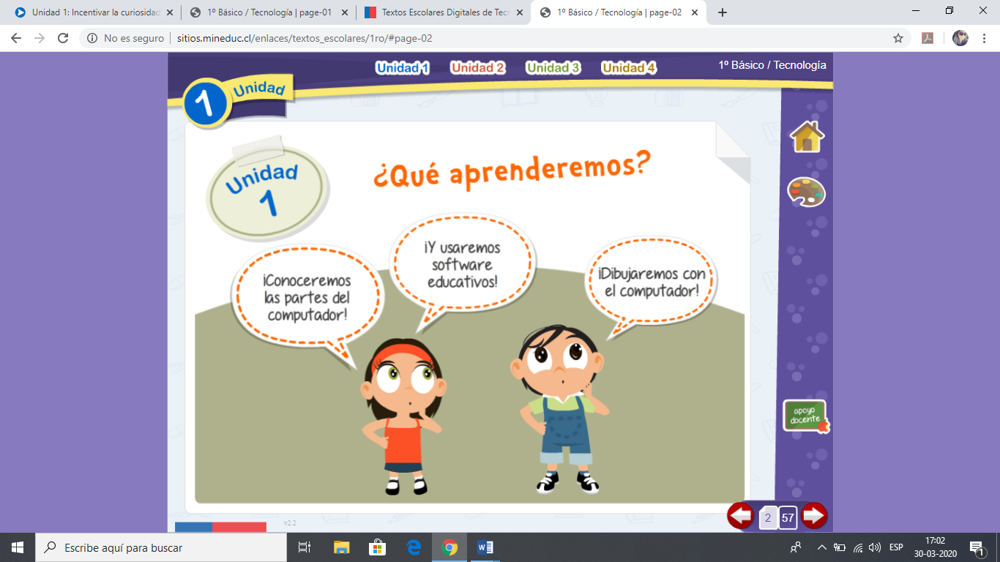 Unidad 1: Incentivar la curiosidad
1º Básico / Tecnología | page-01
Textos Escolares Digitales de Tec
1º Básico / Tecnología | page-02
No es seguro
sitios.mineduc.cl/enlaces/textos_escolares/1ro/#page-02
Unidad 1
Unidad 2
Unidad 3
Unidad 4
1º Básico / Tecnología
1
Unidad
Unidad
1
¿Qué aprenderemos?
¡Conoceremos
las partes del
computador!
¡Y usaremos
software
educativos!
¡Dibujaremos con
el computador!
apoyo
docente
2
57
v2.2
Escribe aquí para buscar
ESP
17:02
30-03-2020
1